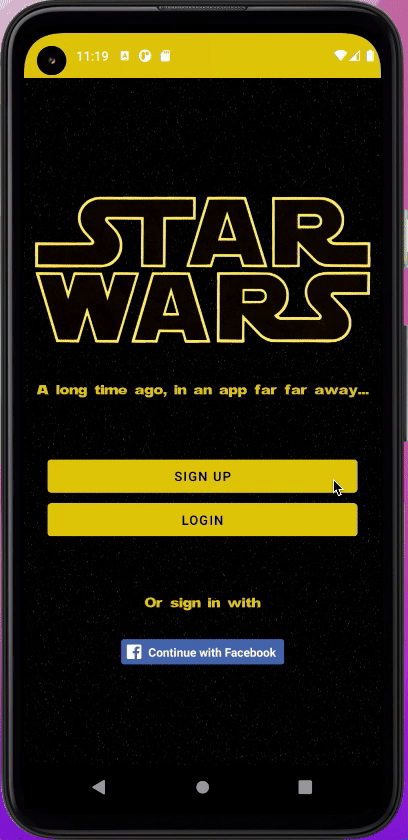 11:19
STAR
WARS
A long time ago, in an app far far away...
SIGN UP
LOGIN
Or sign in with
Continue with Facebook